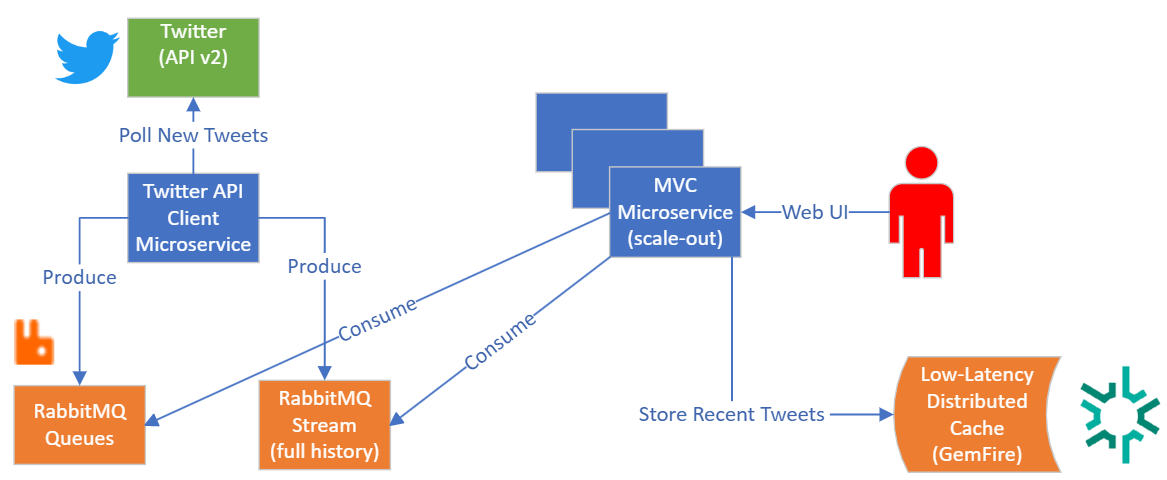 Twitter
(API v2)
Poll New Tweets
Twitter API
Client
Microservice
Produce
Produce
MVC
Microservice
(scale-out)
Web UI
Consume
Consume
RabbitMQ
Queues
RabbitMQ
Stream
(full history)
Store Recent Tweets
Low-Latency
Distributed
Cache
(GemFire)